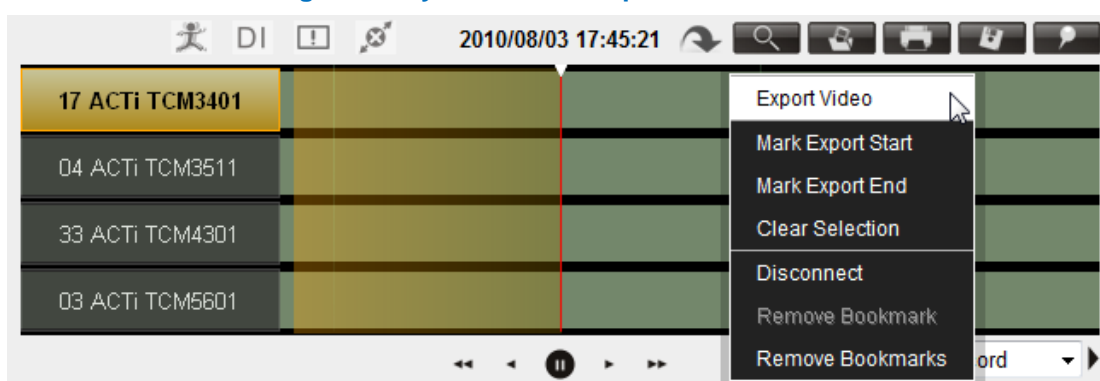 DI 2010/08/03 17:45:21
17 ACTi TCM3401
04 ACTi TCM3511
33 ACTi TCM4301
03 ACTi TCM5601
Export Video
Mark Export Start
Mark Export End
Clear Selection
Disconnect
Remove Bookmark
Remove Bookmarks
ord